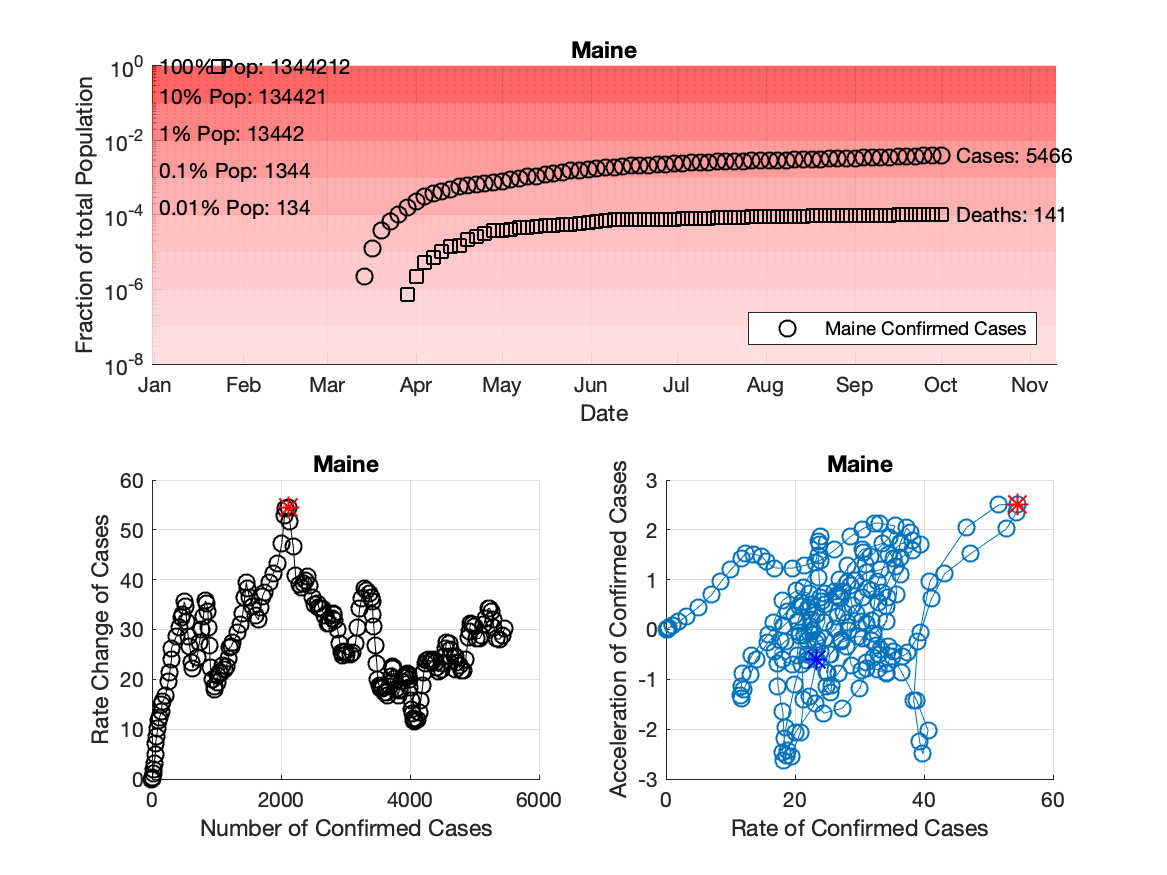 Maine
10^0
10^-2
10^-4
10^-6
10^-8
Fraction of total Population
100% Pop: 1344212
10% Pop: 134421
1% Pop: 13442
0.1% Pop: 1344
0.01% Pop: 134
Cases: 5466
Deaths: 141
Maine Confirmed Cases
Jan Feb Mar Apr May Jun Jul Aug Sep Oct Nov
Date
Maine
60
50
40
30
20
10
0
Rate Change of Cases
0 2000 4000 6000
Number of Confirmed Cases
Maine
3
2
1
0
-1
-2
-3
Acceleration of Confirmed Cases
0 20 40 60
Rate of Confirmed Cases